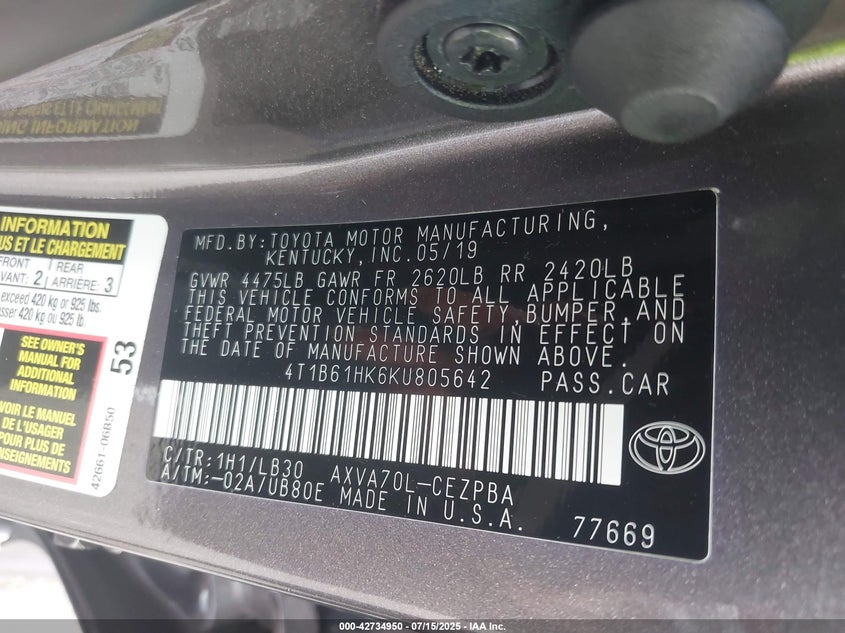 INFORMATION
US ET LE CHARGEMENT
FRONT
VANT: 2
REAR
ARRIÈRE: 3
exceed 420 kg or 925 lbs.
sser 420 kg ou 925 lb.
SEE OWNER'S
MANUAL FOR
ADDITIONAL
INFORMATION
VOIR LE MANUEL
DE L'USAGER
POUR PLUS DE
ENSEIGNEMENTS
53
42661-06B50
MFD.BY:TOYOTA MOTOR MANUFACTURING,
KENTUCKY, INC.05/19
GVWR 4475LB GAWR FR 2620LB RR 2420LB
THIS VEHICLE CONFORMS TO ALL APPLICABLE
FEDERAL MOTOR VEHICLE SAFETY,BUMPER,AND
THEFT PREVENTION STANDARDS IN EFFECT ON
THE DATE OF MANUFACTURE SHOWN ABOVE.
4T1B61HK6KU805642 PASS.CAR
C/TR:1H1/LB30 AXVA70L-CEZPBA
A/TM:-02A/UB80E MADE IN U.S.A.
77669
000-42734950 - 07/15/2025 - IAA Inc.